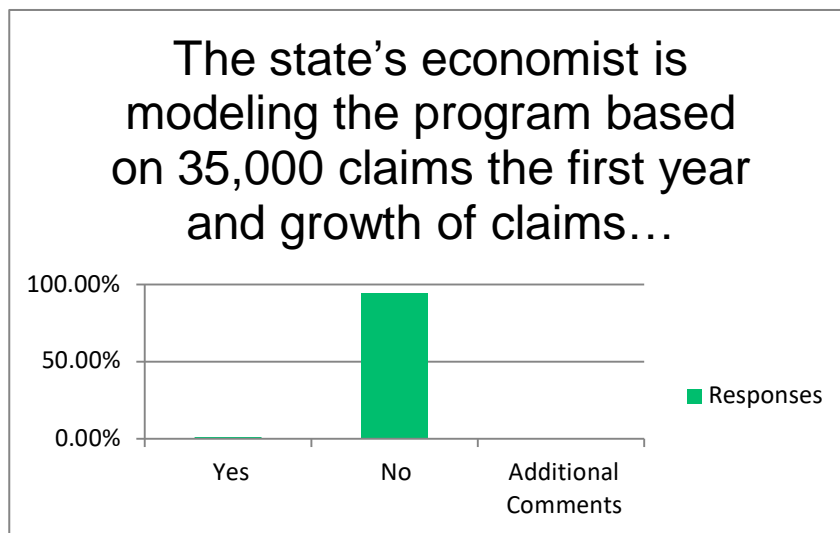 The state’s economist is
modeling the program based
on 35,000 claims the first year
and growth of claims…
100.00%
50.00%
0.00%
Yes
No
Additional
Comments
Responses